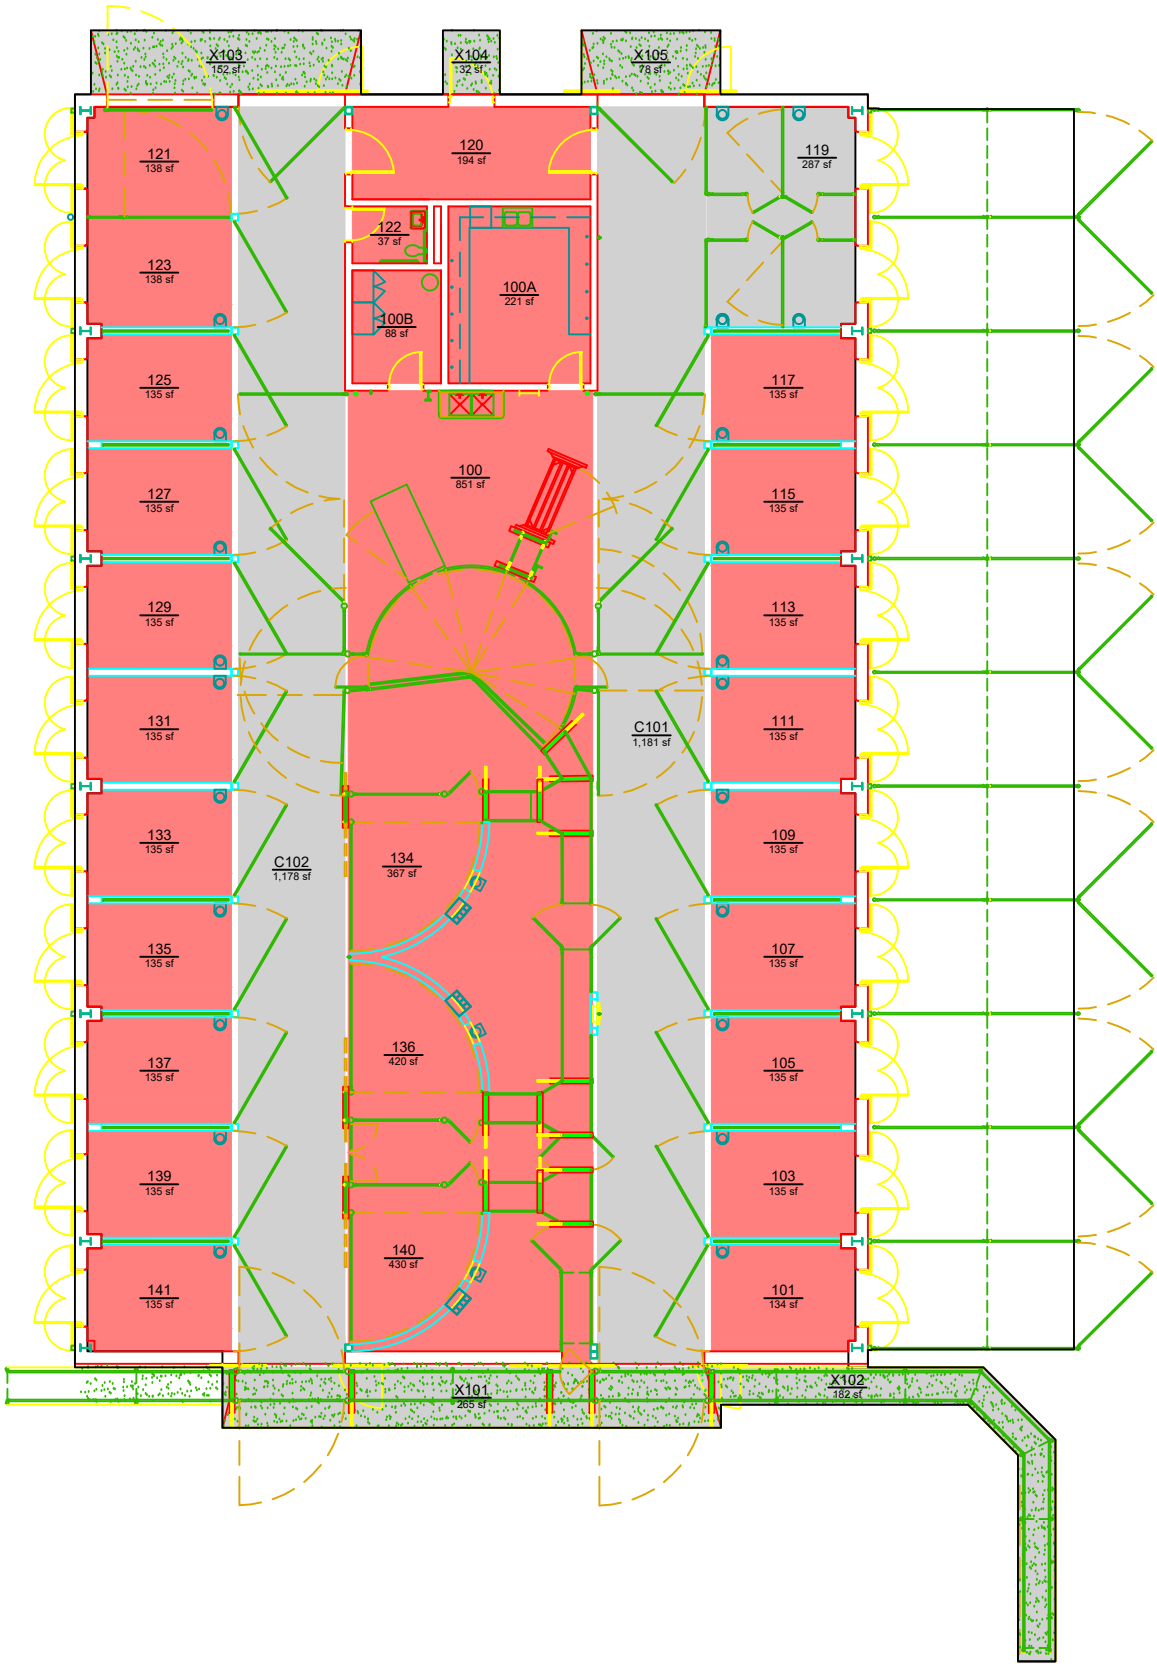 X103
152 sf
X104
32 sf
X105
78 sf
121
138 sf
120
194 sf
119
287 sf
122
37 sf
123
138 sf
100A
221 sf
100B
88 sf
125
135 sf
117
135 sf
100
851 sf
127
135 sf
115
135 sf
129
135 sf
113
135 sf
131
135 sf
C101
1,181 sf
111
135 sf
133
135 sf
134
367 sf
109
135 sf
C102
1,178 sf
135
135 sf
107
135 sf
136
420 sf
137
135 sf
105
135 sf
139
135 sf
103
135 sf
140
430 sf
141
135 sf
101
134 sf
X101
265 sf
X102
182 sf